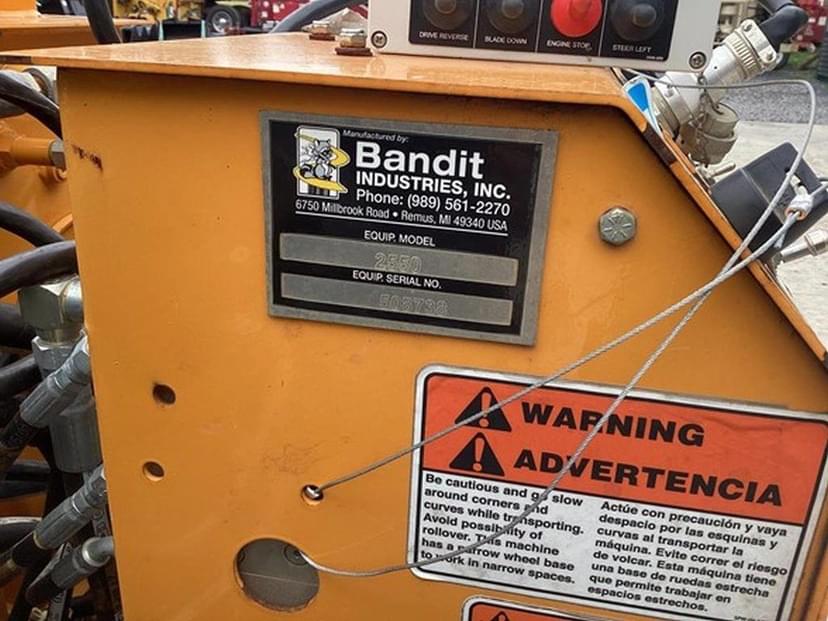 DRIVE REVERSE
BLADE DOWN
ENGINE STOP
STEER LEFT
Manufactured by:
Bandit
INDUSTRIES, INC.
Phone: (989) 561-2270
6750 Millbrook Road • Remus, MI 49340 USA
EQUIP. MODEL
2550
EQUIP. SERIAL NO.
WARNING
ADVERTENCIA
Be cautious and go slow
around corners and
curves while transporting.
Avoid possibility of
rollover. This machine
has a narrow wheel base
to work in narrow spaces.
Actúe con precaución y vaya
despacio por las esquinas y
curvas al transportar la
máquina. Evite correr el riesgo
de volcar. Esta máquina tiene
una base de ruedas estrecha
que permite trabajar en
espacios estrechos.